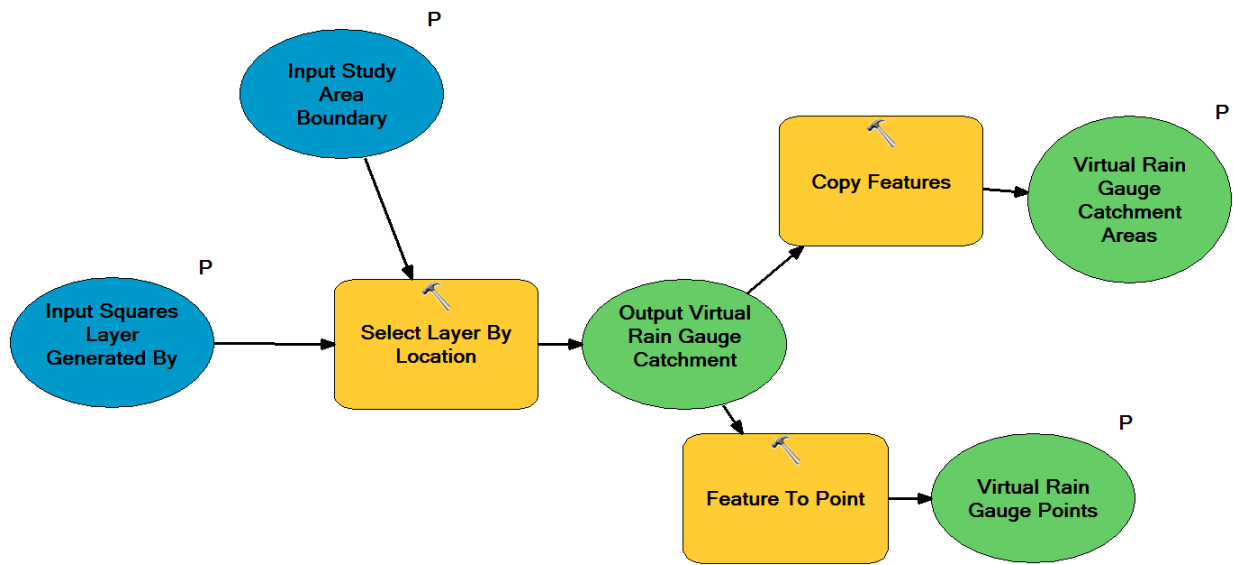 P
Input Study
Area
Boundary
P
Input Squares
Layer
Generated By
Select Layer By
Location
Output Virtual
Rain Gauge
Catchment
Copy Features
P
Virtual Rain
Gauge
Catchment
Areas
Feature To Point
P
Virtual Rain
Gauge Points